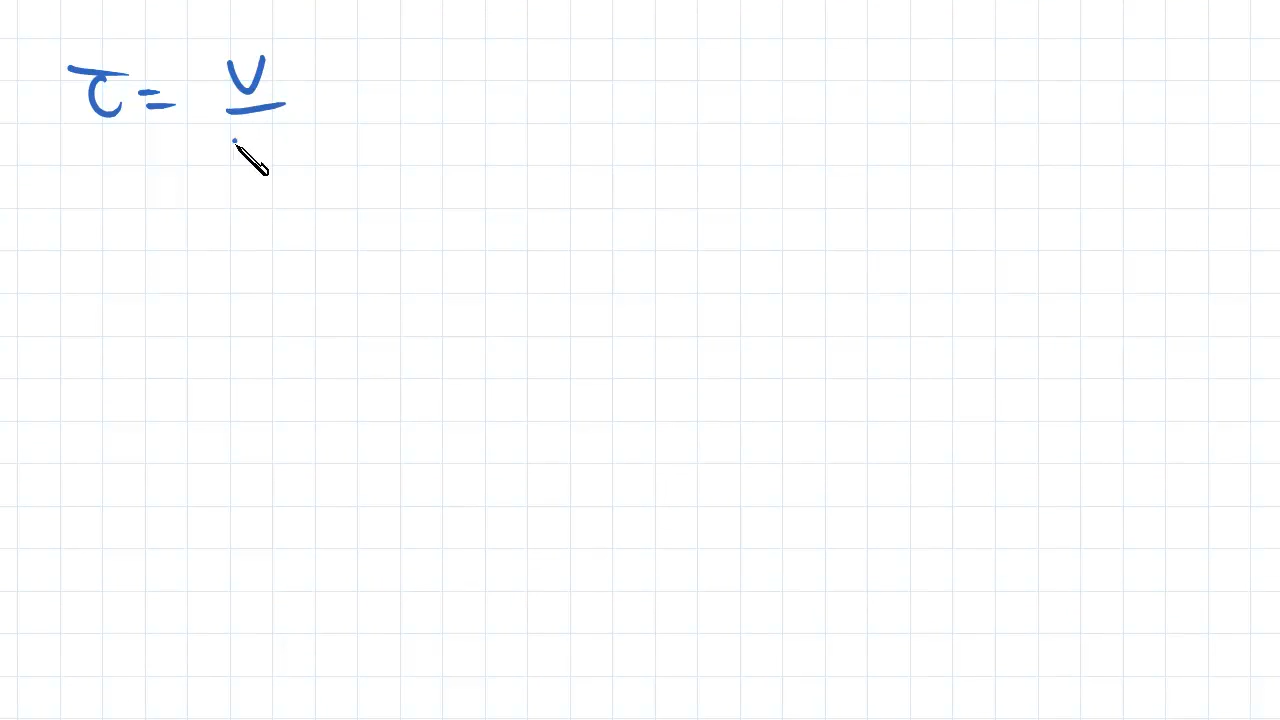 τ = V